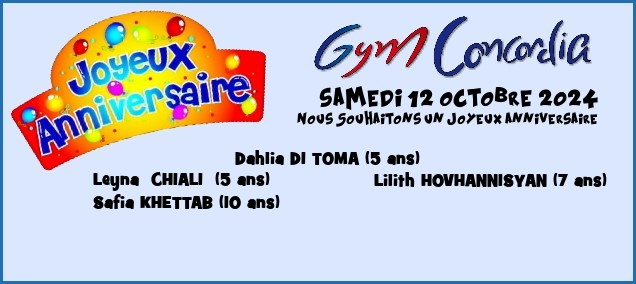 Joyeux
Anniversaire
Gym Concordia
SAMEDI 12 OCTOBRE 2024
NOUS SOUHAITONS UN JOYEUX ANNIVERSAIRE
Dahlia DI TOMA (5 ans)
Leyna CHIALI (5 ans)
Lilith HOVHANNISYAN (7 ans)
Safia KHETTAB (10 ans)